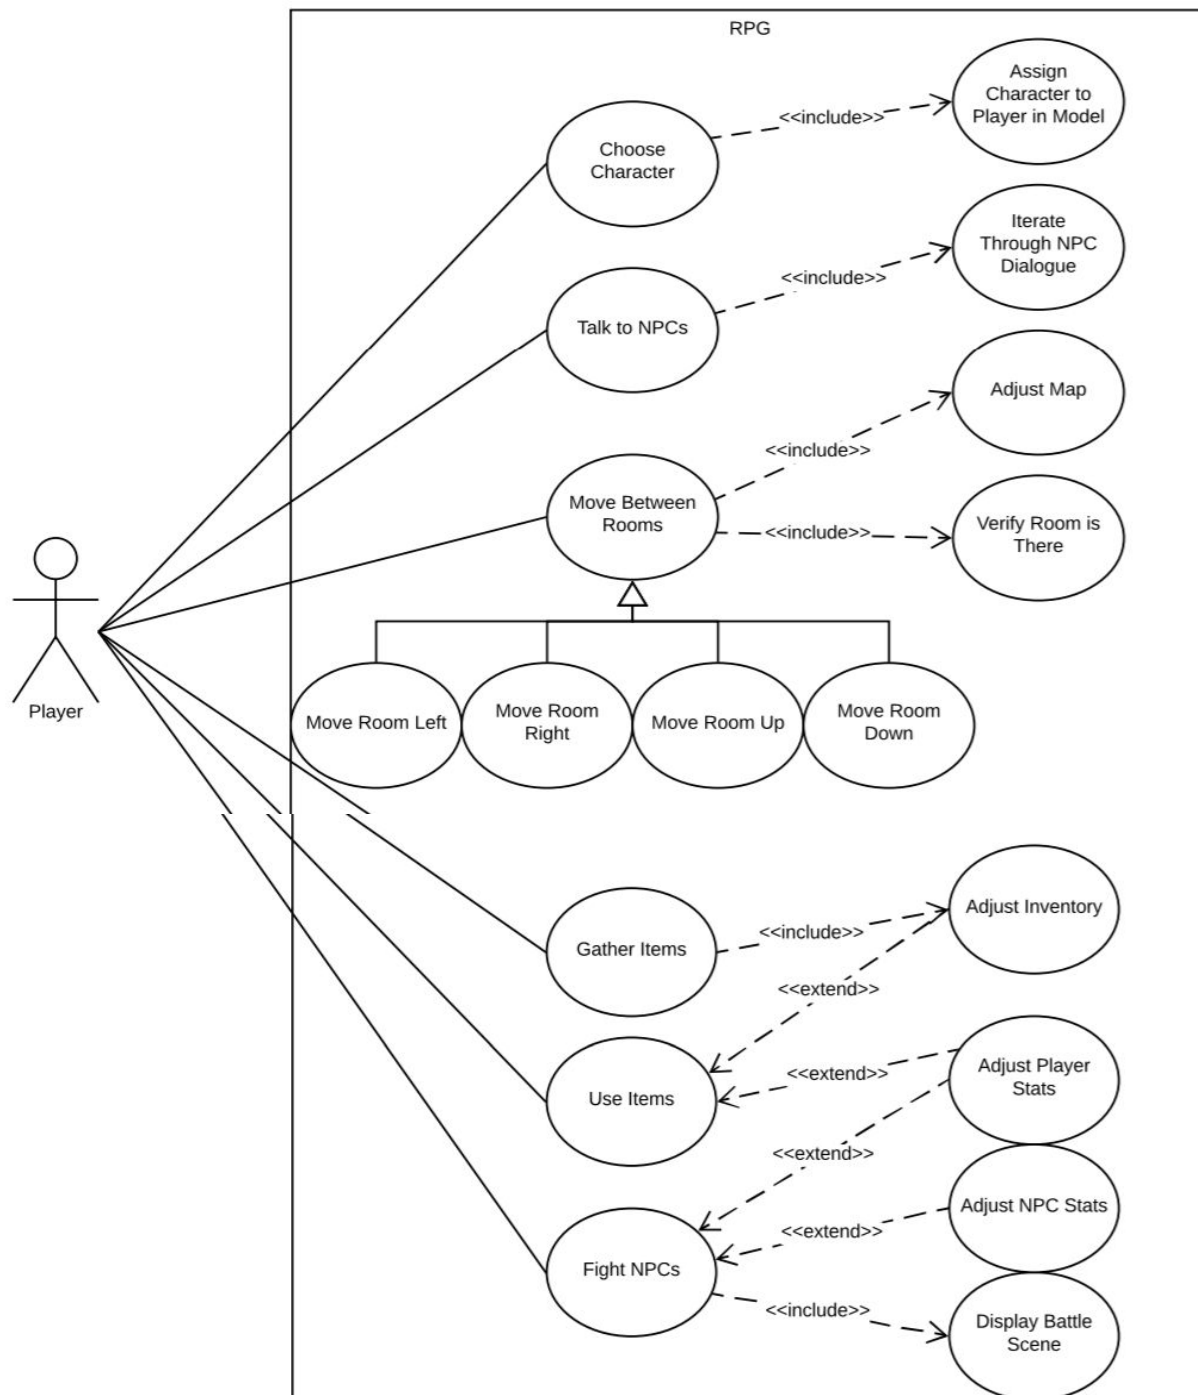 RPG
Assign
Character to
Player in Model
<<include>>
Choose
Character
Iterate
Through NPC
Dialogue
<<include>>
Talk to NPCs
Adjust Map
<<include>>
Move Between
Rooms
<<include>>
Verify Room is
There
Player
Move Room Left
Move Room
Right
Move Room Up
Move Room
Down
Adjust Inventory
<<include>>
Gather Items
<<extend>>
Adjust Player
Stats
<<extend>>
Use Items
<<extend>>
Adjust NPC Stats
<<extend>>
Fight NPCs
<<include>>
Display Battle
Scene